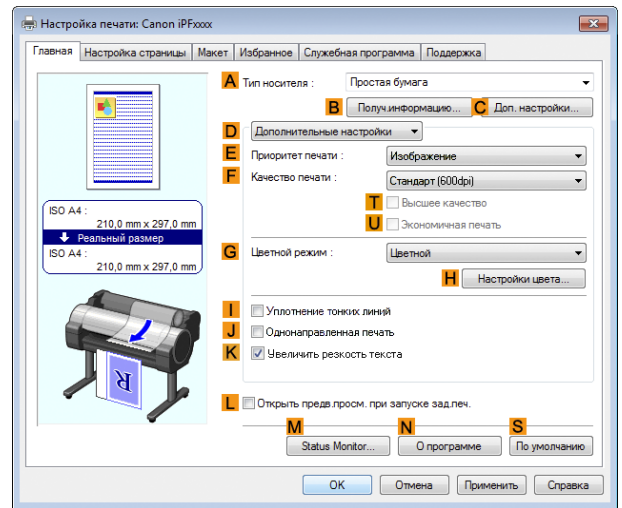 Настройка печати: Canon iPFxxxx
Главная Настройка страницы Макет Избранное Служебная программа Поддержка
A Тип носителя : Простая бумага
B Получ.информацию... C Доп. настройки...
D Дополнительные настройки
E Приоритет печати : Изображение
F Качество печати : Стандарт (600dpi)
T Высшее качество
U Экономичная печать
ISO A4 :
210,0 mm x 297,0 mm
Реальный размер
ISO A4 :
210,0 mm x 297,0 mm
G Цветной режим : Цветной
H Настройки цвета...
I Уплотнение тонких линий
J Однонаправленная печать
K Увеличить резкость текста
R
L Открыть предв.просм. при запуске зад.печ.
M N S
Status Monitor... О программе По умолчанию
OK Отмена Применить Справка